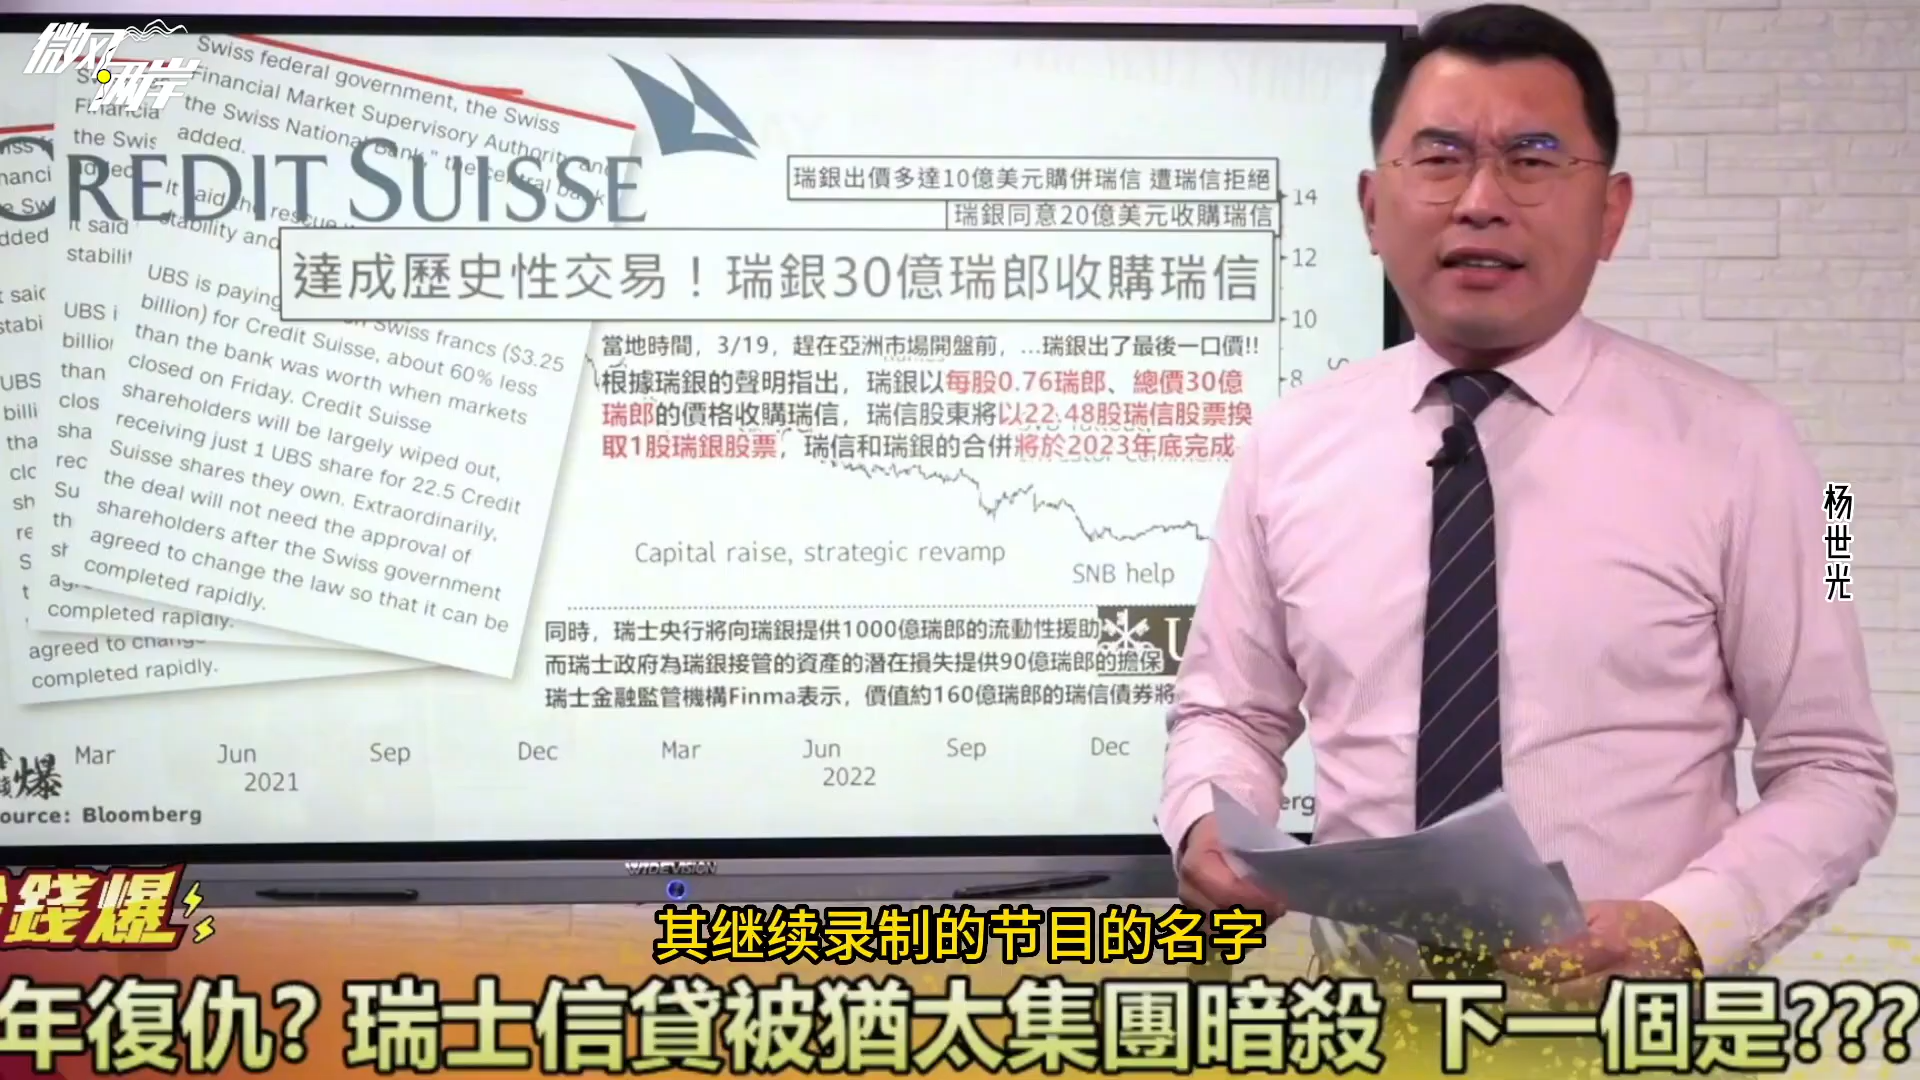 微风两岸
Swiss federal government, the Swiss
Financial Market Supervisory Authority and
the Swiss National Bank," the central bank
added.
CREDIT SUISSE
瑞銀出價多達10億美元購併瑞信 遭瑞信拒絕
瑞銀同意20億美元收購瑞信
達成歷史性交易！瑞銀30億瑞郎收購瑞信
14
12
10
8
UBS is paying
Swiss francs ($3.25
billion) for Credit Suisse, about 60% less
than the bank was worth when markets
closed on Friday. Credit Suisse
shareholders will be largely wiped out,
receiving just 1 UBS share for 22.5 Credit
Suisse shares they own. Extraordinarily,
the deal will not need the approval of
shareholders after the Swiss government
agreed to change the law so that it can be
completed rapidly.
completed rapidly.
agreed to change
completed rapidly.
當地時間，3/19，趕在亞洲市場開盤前，...瑞銀出了最後一口價!!
根據瑞銀的聲明指出，瑞銀以每股0.76瑞郎、總價30億
瑞郎的價格收購瑞信，瑞信股東將以22.48股瑞信股票換
取1股瑞銀股票，瑞信和瑞銀的合併將於2023年底完成
Capital raise, strategic revamp
SNB help
同時，瑞士央行將向瑞銀提供1000億瑞郎的流動性援助
而瑞士政府為瑞銀接管的資產的潛在損失提供90億瑞郎的擔保
瑞士金融監管機構Finma表示，價值約160億瑞郎的瑞信債券將
Mar Jun Sep Dec Mar Jun Sep Dec
2021 2022
ource: Bloomberg
杨世光
WIDEVISION
錢爆
其继续录制的节目的名字
年復仇? 瑞士信貸被猶太集團暗殺 下一個是???